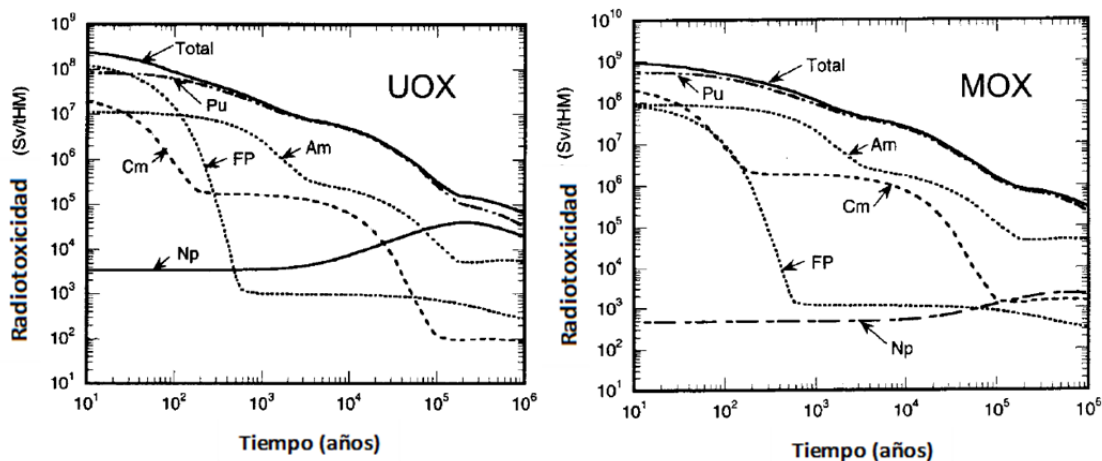 UOX
Radiotoxicidad (Sv/tHM)
10⁹
10⁸
10⁷
10⁶
10⁵
10⁴
10³
10²
10¹
Total
Pu
Am
Cm
FP
Np
10¹ 10² 10³ 10⁴ 10⁵ 10⁶
Tiempo (años)
MOX
Radiotoxicidad (Sv/tHM)
10¹⁰
10⁹
10⁸
10⁷
10⁶
10⁵
10⁴
10³
10²
10¹
Total
Pu
Am
Cm
FP
Np
10¹ 10² 10³ 10⁴ 10⁵ 10⁶
Tiempo (años)